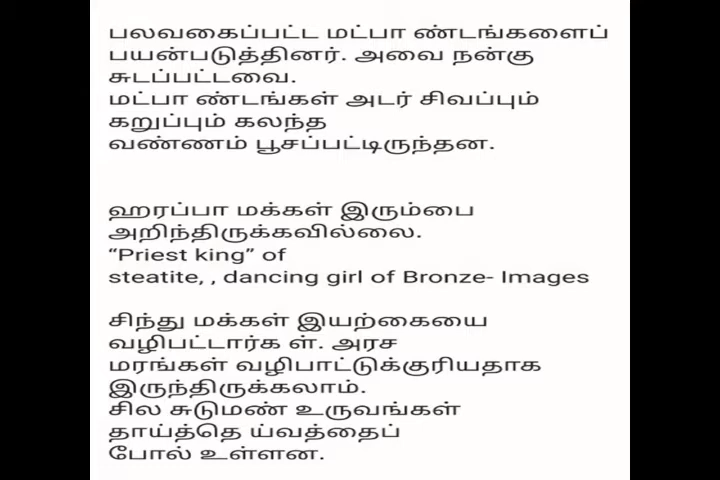 பலவகைப்பட்ட மட்பா ண்டங்களைப்
பயன்படுத்தினர். அவை நன்கு
சுடப்பட்டவை.
மட்பா ண்டங்கள் அடர் சிவப்பும்
கறுப்பும் கலந்த
வண்ணம் பூசப்பட்டிருந்தன.
ஹரப்பா மக்கள் இரும்பை
அறிந்திருக்கவில்லை.
“Priest king” of
steatite, , dancing girl of Bronze- Images
சிந்து மக்கள் இயற்கையை
வழிபட்டார்க ள். அரச
மரங்கள் வழிபாட்டுக்குரியதாக
இருந்திருக்கலாம்.
சில சுடுமண் உருவங்கள்
தாய்த்தெ ய்வத்தைப்
போல் உள்ளன.